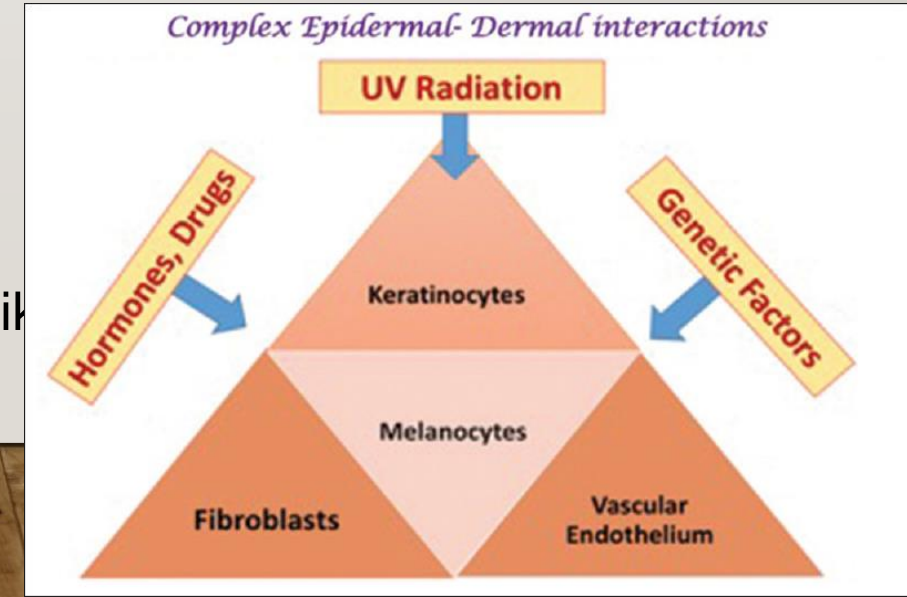 Complex Epidermal- Dermal interactions
UV Radiation
Hormones, Drugs
Genetic Factors
Keratinocytes
Melanocytes
Fibroblasts
Vascular
Endothelium